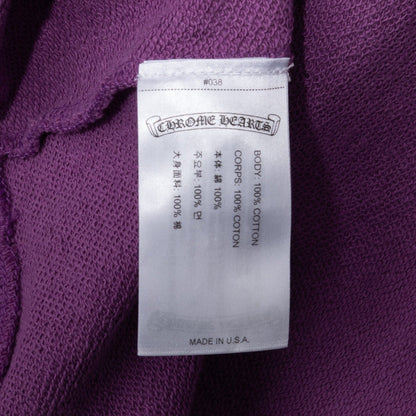 #038
CHROME HEARTS
BODY: 100% COTTON
CORPS: 100% COTON
本体: 綿 100%
주요부: 100% 면
大身面料: 100% 棉
MADE IN U.S.A.